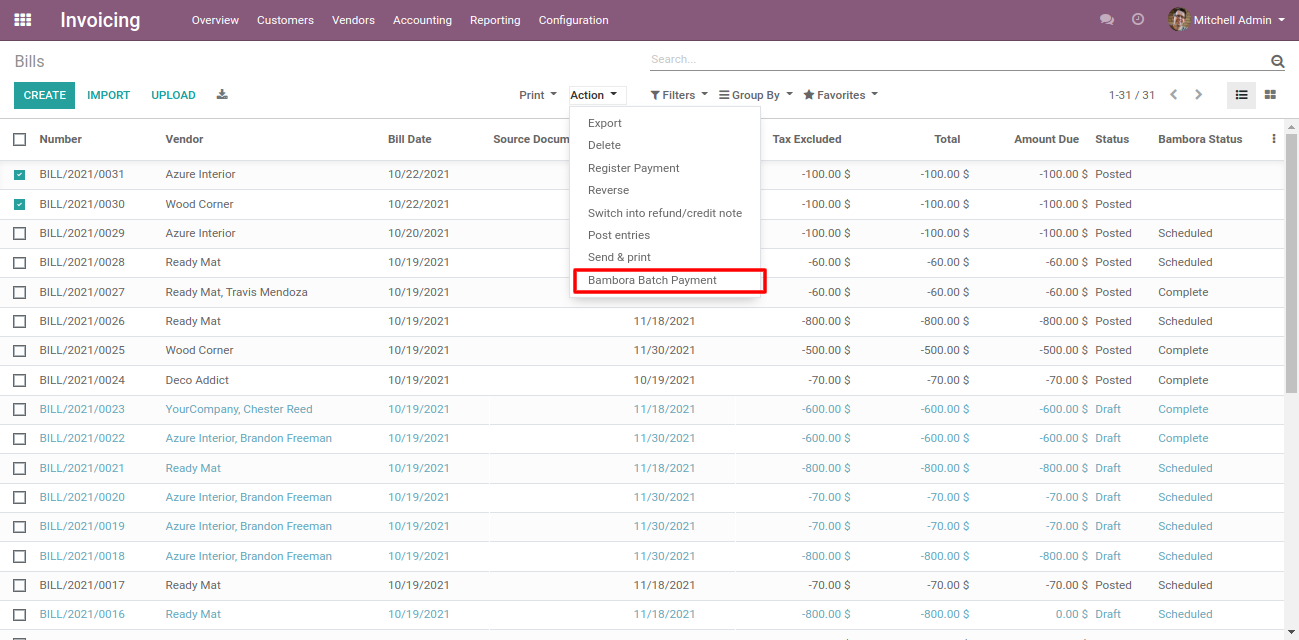 Invoicing Overview Customers Vendors Accounting Reporting Configuration Mitchell Admin
Bills Search...
CREATE IMPORT UPLOAD Print Action Filters Group By Favorites 1-31 / 31
Export
Delete
Register Payment
Reverse
Switch into refund/credit note
Post entries
Send & print
Bambora Batch Payment
Number Vendor Bill Date Source Docum Tax Excluded Total Amount Due Status Bambora Status
BILL/2021/0031 Azure Interior 10/22/2021 -100.00 $ -100.00 $ -100.00 $ Posted
BILL/2021/0030 Wood Corner 10/22/2021 -100.00 $ -100.00 $ -100.00 $ Posted
BILL/2021/0029 Azure Interior 10/20/2021 -100.00 $ -100.00 $ -100.00 $ Posted Scheduled
BILL/2021/0028 Ready Mat 10/19/2021 -60.00 $ -60.00 $ -60.00 $ Posted Scheduled
BILL/2021/0027 Ready Mat, Travis Mendoza 10/19/2021 -60.00 $ -60.00 $ -60.00 $ Posted Complete
BILL/2021/0026 Ready Mat 10/19/2021 11/18/2021 -800.00 $ -800.00 $ -800.00 $ Posted Scheduled
BILL/2021/0025 Wood Corner 10/19/2021 11/30/2021 -500.00 $ -500.00 $ -500.00 $ Posted Complete
BILL/2021/0024 Deco Addict 10/19/2021 10/19/2021 -70.00 $ -70.00 $ -70.00 $ Posted Complete
BILL/2021/0023 YourCompany, Chester Reed 10/19/2021 11/18/2021 -600.00 $ -600.00 $ -600.00 $ Draft Complete
BILL/2021/0022 Azure Interior, Brandon Freeman 10/19/2021 11/30/2021 -600.00 $ -600.00 $ -600.00 $ Draft Complete
BILL/2021/0021 Ready Mat 10/19/2021 11/18/2021 -800.00 $ -800.00 $ -800.00 $ Draft Scheduled
BILL/2021/0020 Azure Interior, Brandon Freeman 10/19/2021 11/30/2021 -70.00 $ -70.00 $ -70.00 $ Draft Scheduled
BILL/2021/0019 Azure Interior, Brandon Freeman 10/19/2021 11/30/2021 -70.00 $ -70.00 $ -70.00 $ Draft Scheduled
BILL/2021/0018 Azure Interior, Brandon Freeman 10/19/2021 11/30/2021 -800.00 $ -800.00 $ -800.00 $ Draft Scheduled
BILL/2021/0017 Ready Mat 10/19/2021 11/18/2021 -70.00 $ -70.00 $ -70.00 $ Posted Scheduled
BILL/2021/0016 Ready Mat 10/19/2021 11/18/2021 -800.00 $ -800.00 $ 0.00 $ Draft Scheduled